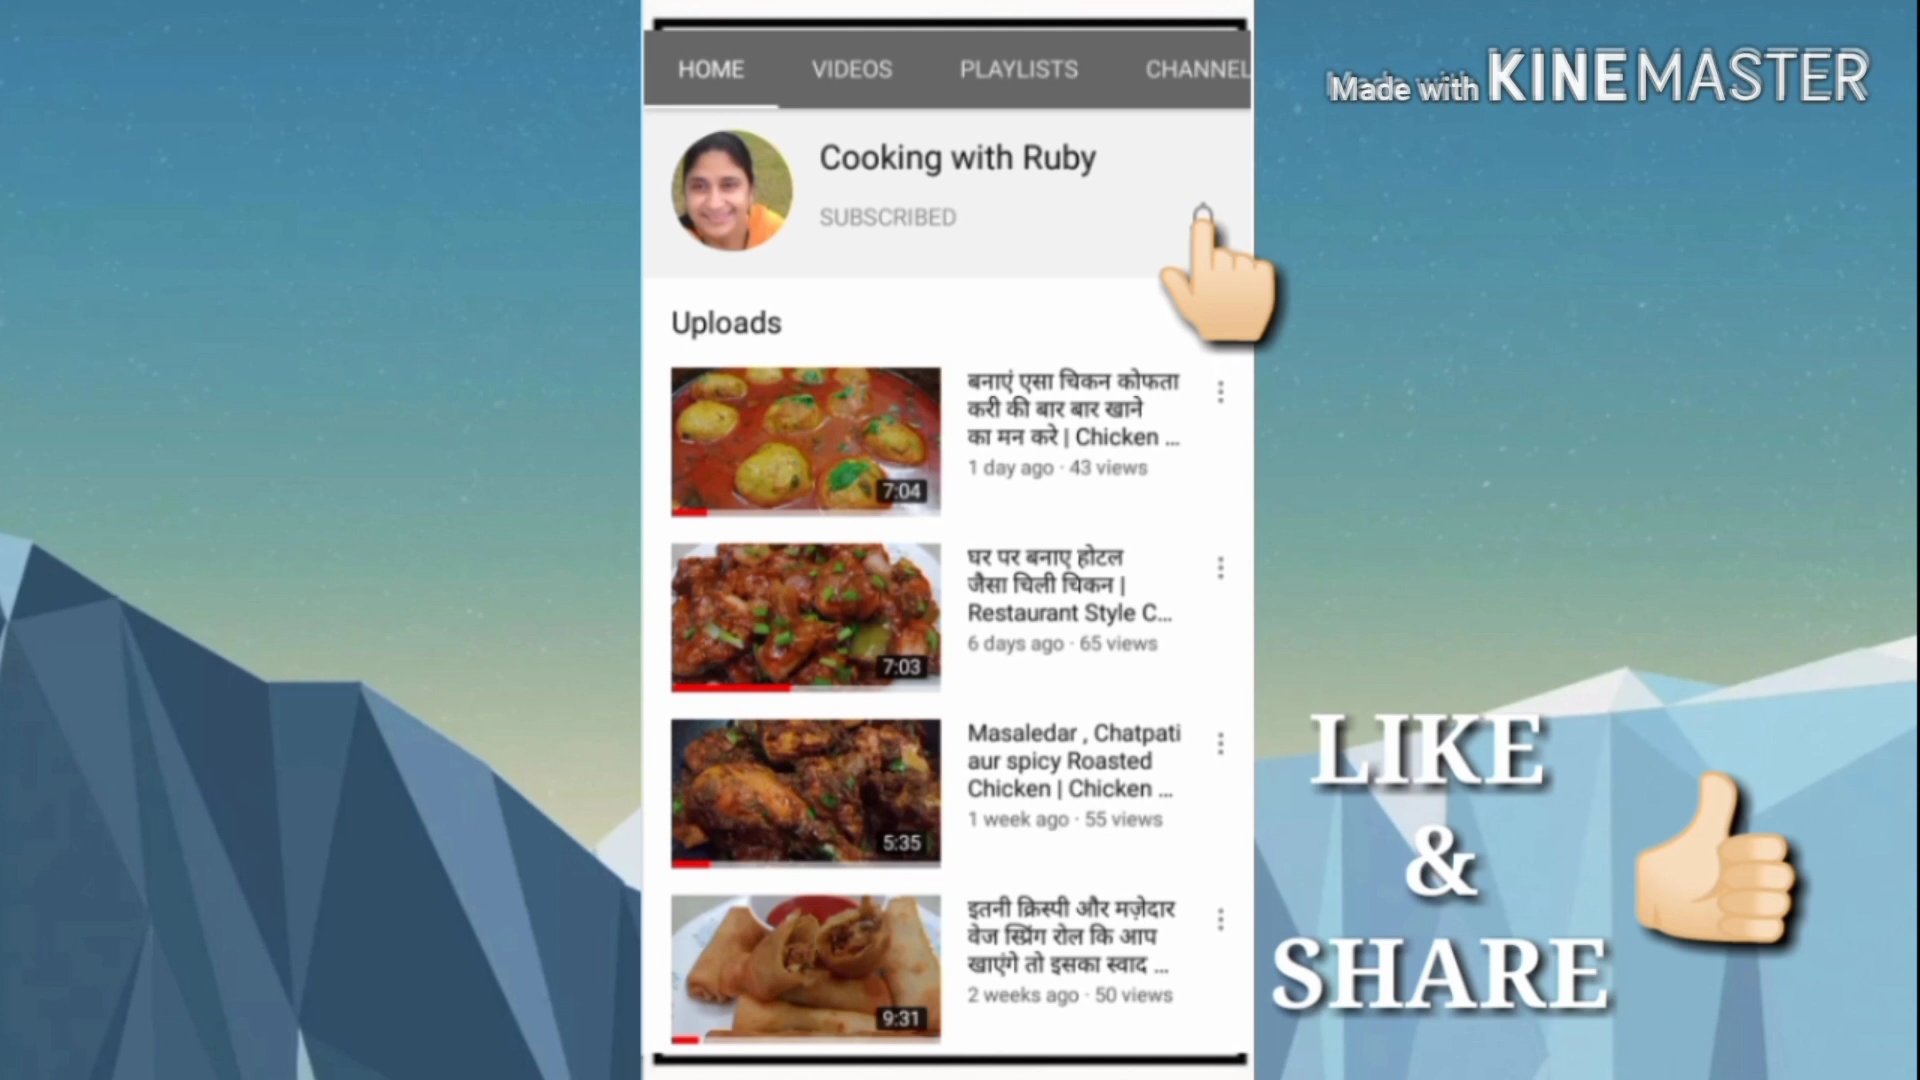 HOME VIDEOS PLAYLISTS CHANNEL
Made with KINEMASTER
Cooking with Ruby
SUBSCRIBED
Uploads
बनाएं एसा चिकन कोफता
करी की बार बार खाने
का मन करे | Chicken ...
1 day ago · 43 views
7:04
घर पर बनाए होटल
जैसा चिली चिकन |
Restaurant Style C...
6 days ago · 65 views
7:03
Masaledar , Chatpati
aur spicy Roasted
Chicken | Chicken ...
1 week ago · 55 views
5:35
इतनी क्रिस्पी और मज़ेदार
वेज स्प्रिंग रोल कि आप
खाएंगे तो इसका स्वाद ...
2 weeks ago · 50 views
9:31
LIKE
&
SHARE